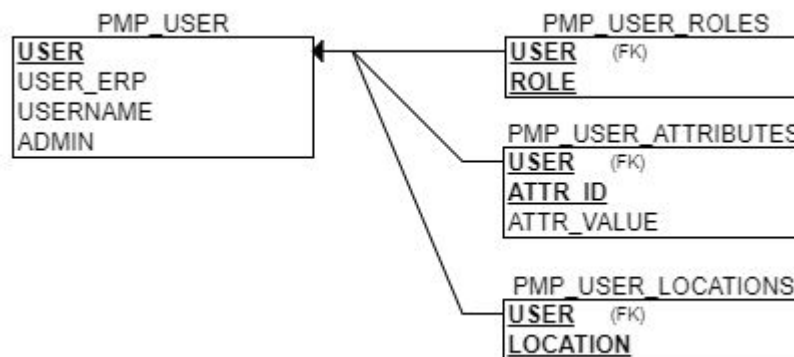 PMP_USER
USER
USER_ERP
USERNAME
ADMIN
PMP_USER_ROLES
USER (FK)
ROLE
PMP_USER_ATTRIBUTES
USER (FK)
ATTR_ID
ATTR_VALUE
PMP_USER_LOCATIONS
USER (FK)
LOCATION